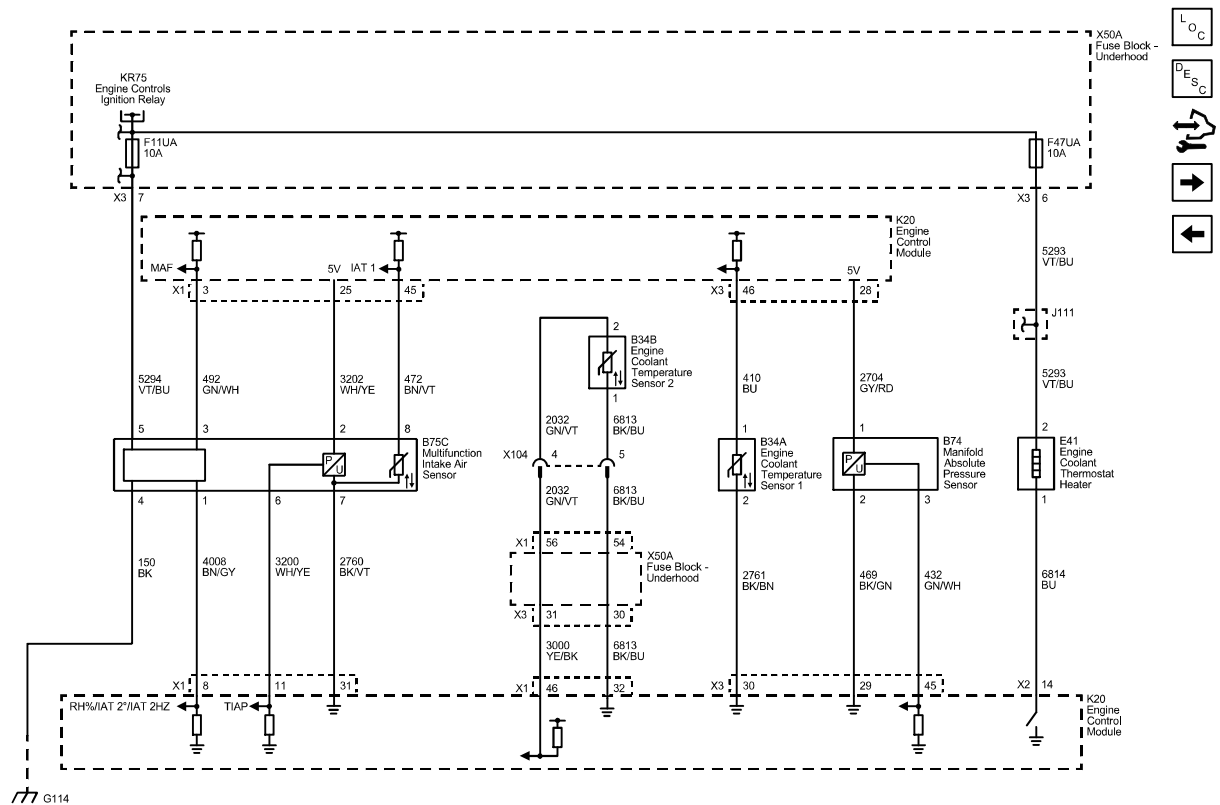 L
O
C
X50A
Fuse Block -
Underhood
D
E
S
C
KR75
Engine Controls
Ignition Relay
F11UA
10A
F47UA
10A
X3 7
X3 6
K20
Engine
Control
Module
MAF
5V
IAT 1
5V
X1 3 25 45
X3 46 28
5293
VT/BU
J111
2
B34B
Engine
Coolant
Temperature
Sensor 2
1
5294
VT/BU
492
GN/WH
3202
WH/YE
472
BN/VT
410
BU
2704
GY/RD
5293
VT/BU
2032
GN/VT
6813
BK/BU
5 3 2 8
1 1 2
B75C
Multifunction
Intake Air
Sensor
P
U
X104 4 5
B34A
Engine
Coolant
Temperature
Sensor 1
P
U
B74
Manifold
Absolute
Pressure
Sensor
E41
Engine
Coolant
Thermostat
Heater
4 1 6 7
2032
GN/VT
6813
BK/BU
2 2 3 1
X1 56 54
X50A
Fuse Block -
Underhood
150
BK
4008
BN/GY
3200
WH/YE
2760
BK/VT
2761
BK/BN
469
BK/GN
432
GN/WH
6814
BU
X3 31 30
3000
YE/BK
6813
BK/BU
X1 8 11 31
X1 46 32
X3 30 29 45
X2 14
RH%/IAT 2°/IAT 2HZ
TIAP
K20
Engine
Control
Module
G114